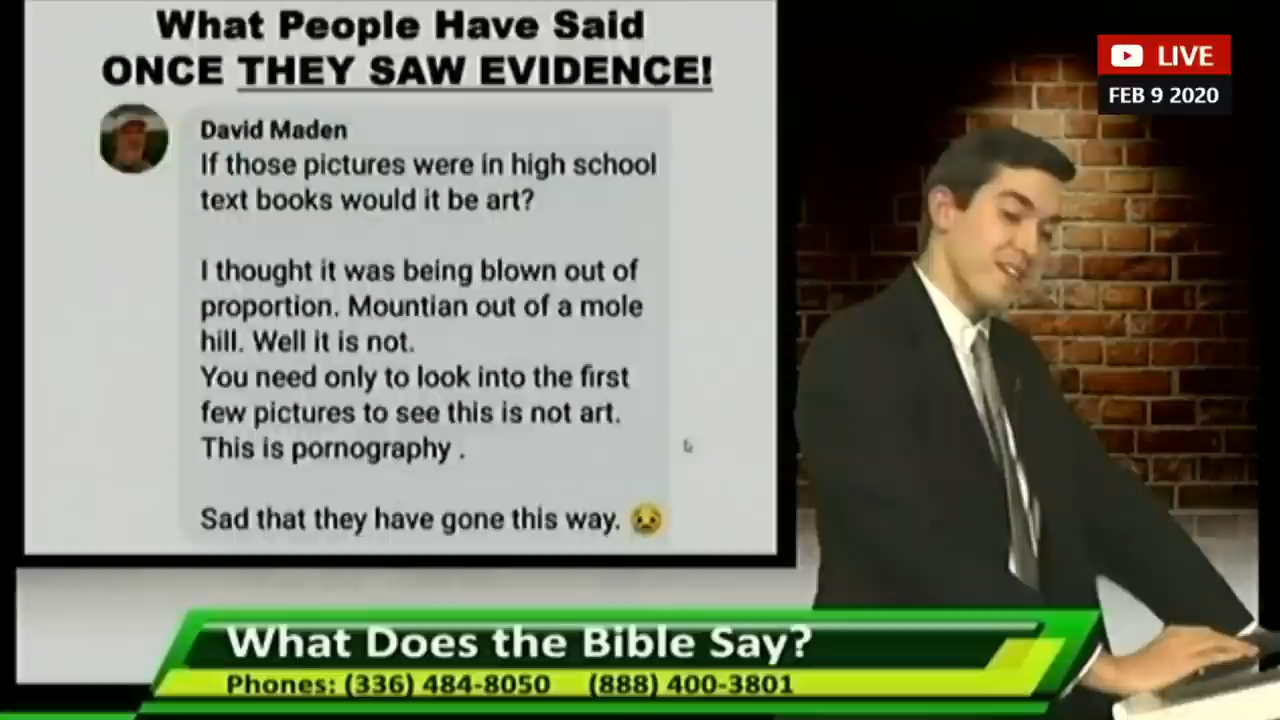 What People Have Said
ONCE THEY SAW EVIDENCE!
David Maden
If those pictures were in high school
text books would it be art?
I thought it was being blown out of
proportion. Mountian out of a mole
hill. Well it is not.
You need only to look into the first
few pictures to see this is not art.
This is pornography .
Sad that they have gone this way. 😢
LIVE
FEB 9 2020
What Does the Bible Say?
Phones: (336) 484-8050 (888) 400-3801